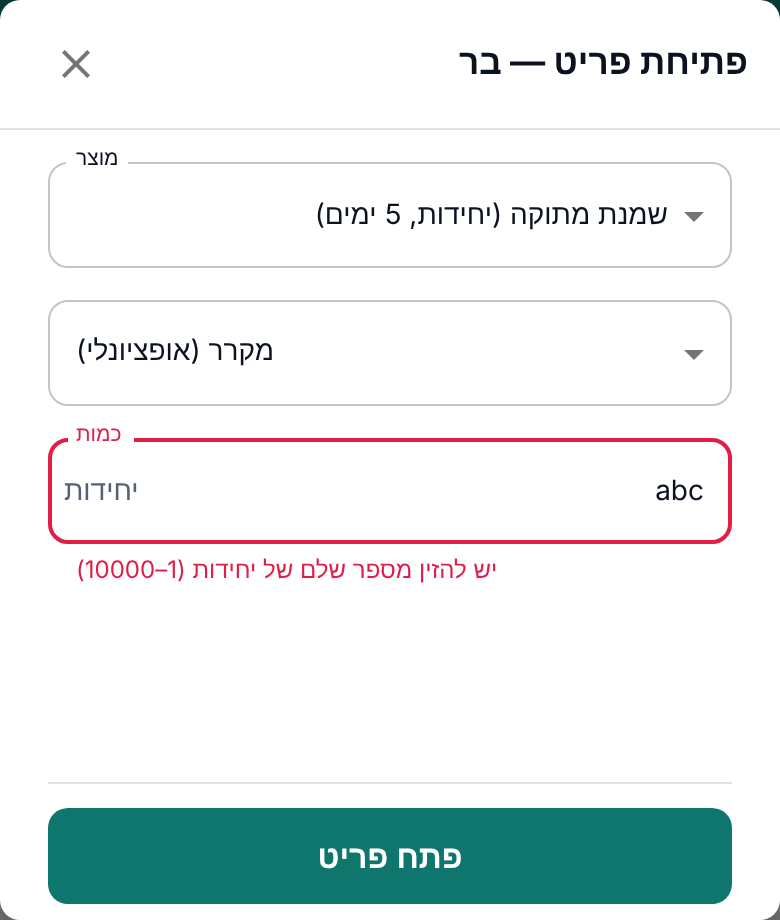 פתיחת פריט — בר
מוצר
שמנת מתוקה (יחידות, 5 ימים)
מקרר (אופציונלי)
כמות
abc יחידות
יש להזין מספר שלם של יחידות (1–10000)
פתח פריט